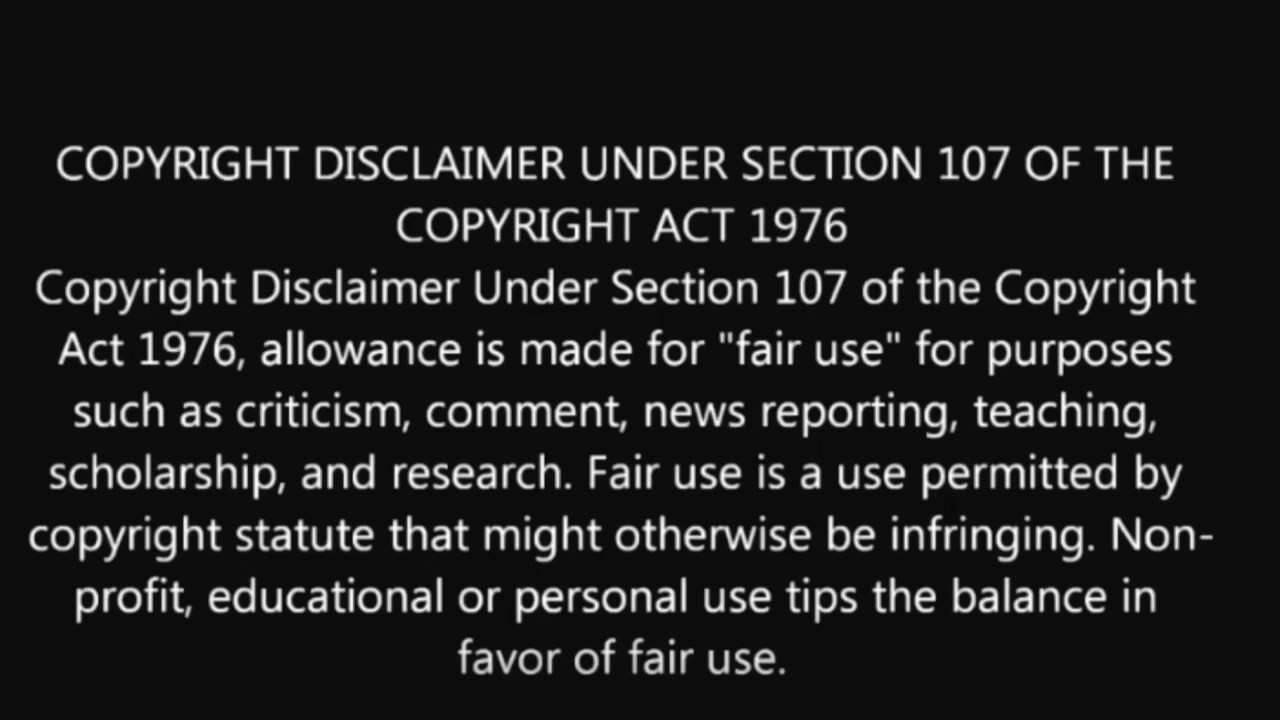 COPYRIGHT DISCLAIMER UNDER SECTION 107 OF THE
COPYRIGHT ACT 1976
Copyright Disclaimer Under Section 107 of the Copyright
Act 1976, allowance is made for "fair use" for purposes
such as criticism, comment, news reporting, teaching,
scholarship, and research. Fair use is a use permitted by
copyright statute that might otherwise be infringing. Non-
profit, educational or personal use tips the balance in
favor of fair use.